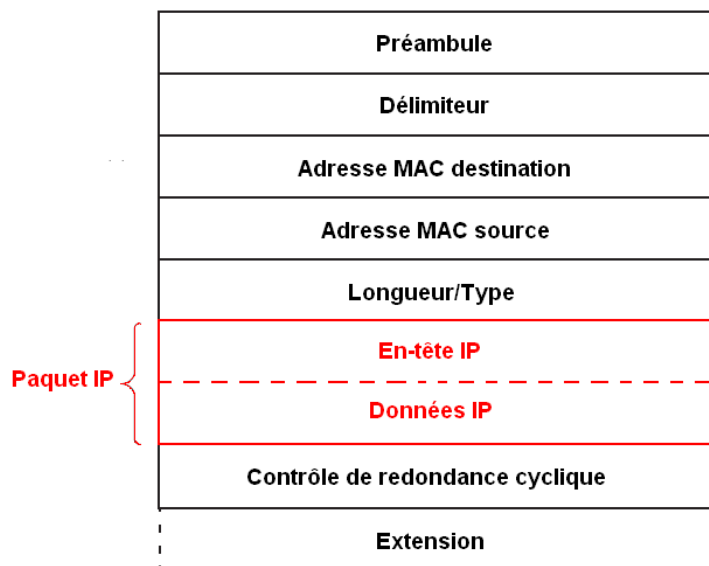 Préambule
Délimiteur
Adresse MAC destination
Adresse MAC source
Longueur/Type
En-tête IP
Paquet IP
Données IP
Contrôle de redondance cyclique
Extension